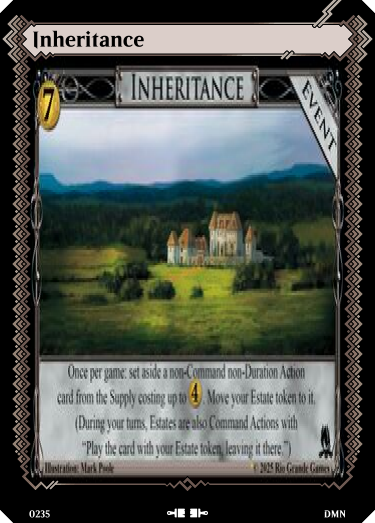 Inheritance
INHERITANCE
7
EVENT
Once per game: set aside a non-Command non-Duration Action
card from the Supply costing up to 4. Move your Estate token to it.
(During your turns, Estates are also Command Actions with
"Play the card with your Estate token, leaving it there.")
Illustration: Mark Poole
© 2025 Rio Grande Games
0235
DMN